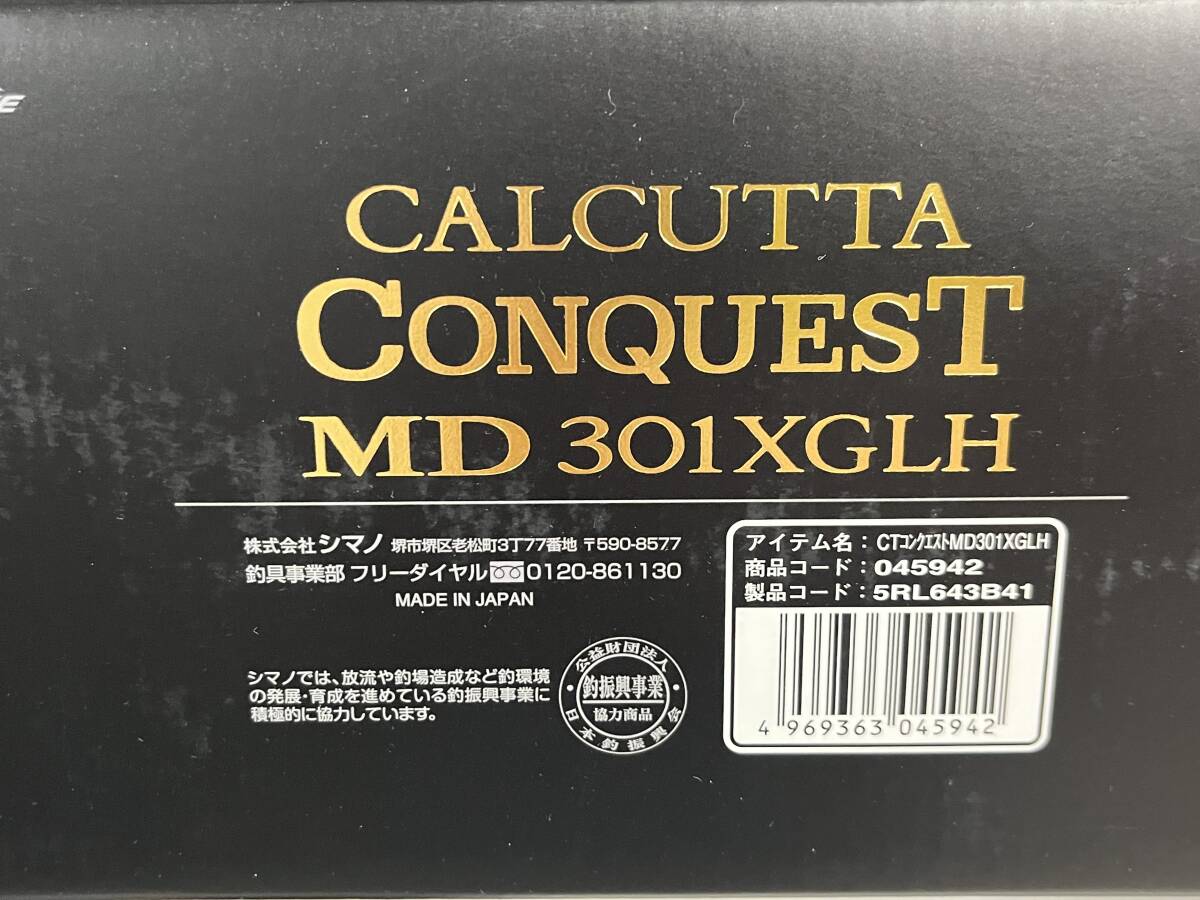 CALCUTTA
CONQUEST
MD 301XGLH
株式会社シマノ 堺市堺区老松町3丁77番地 〒590-8577
釣具事業部 フリーダイヤル 0120-861130
MADE IN JAPAN
シマノでは、放流や釣場造成など釣環境
の発展・育成を進めている釣振興事業に
積極的に協力しています。
公益財団法人
釣振興事業
協力商品
日本釣振興会
アイテム名：CTコンクエストMD301XGLH
商品コード：045942
製品コード：5RL643B41
4 969363 045942